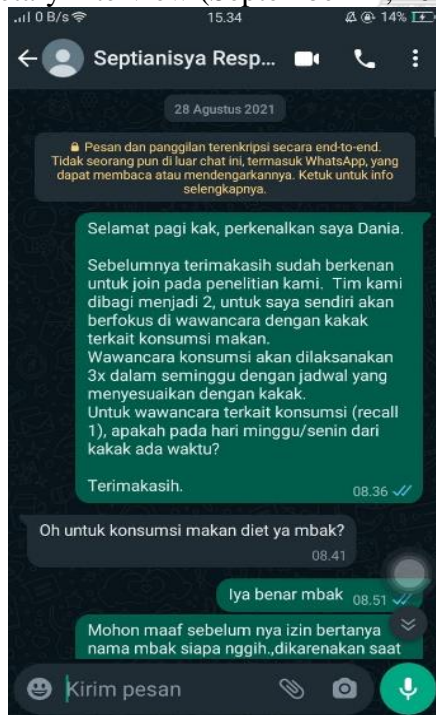 0 B/s 15.34 14%
Septianisya Resp...
28 Agustus 2021
Pesan dan panggilan terenkripsi secara end-to-end.
Tidak seorang pun di luar chat ini, termasuk WhatsApp, yang
dapat membaca atau mendengarkannya. Ketuk untuk info
selengkapnya.
Selamat pagi kak, perkenalkan saya Dania.
Sebelumnya terimakasih sudah berkenan
untuk join pada penelitian kami. Tim kami
dibagi menjadi 2, untuk saya sendiri akan
berfokus di wawancara dengan kakak
terkait konsumsi makan.
Wawancara konsumsi akan dilaksanakan
3x dalam seminggu dengan jadwal yang
menyesuaikan dengan kakak.
Untuk wawancara terkait konsumsi (recall
1), apakah pada hari minggu/senin dari
kakak ada waktu?
Terimakasih.
08.36
Oh untuk konsumsi makan diet ya mbak?
08.41
Iya benar mbak 08.51
Mohon maaf sebelum nya izin bertanya
nama mbak siapa nggih.,dikarenakan saat
Kirim pesan